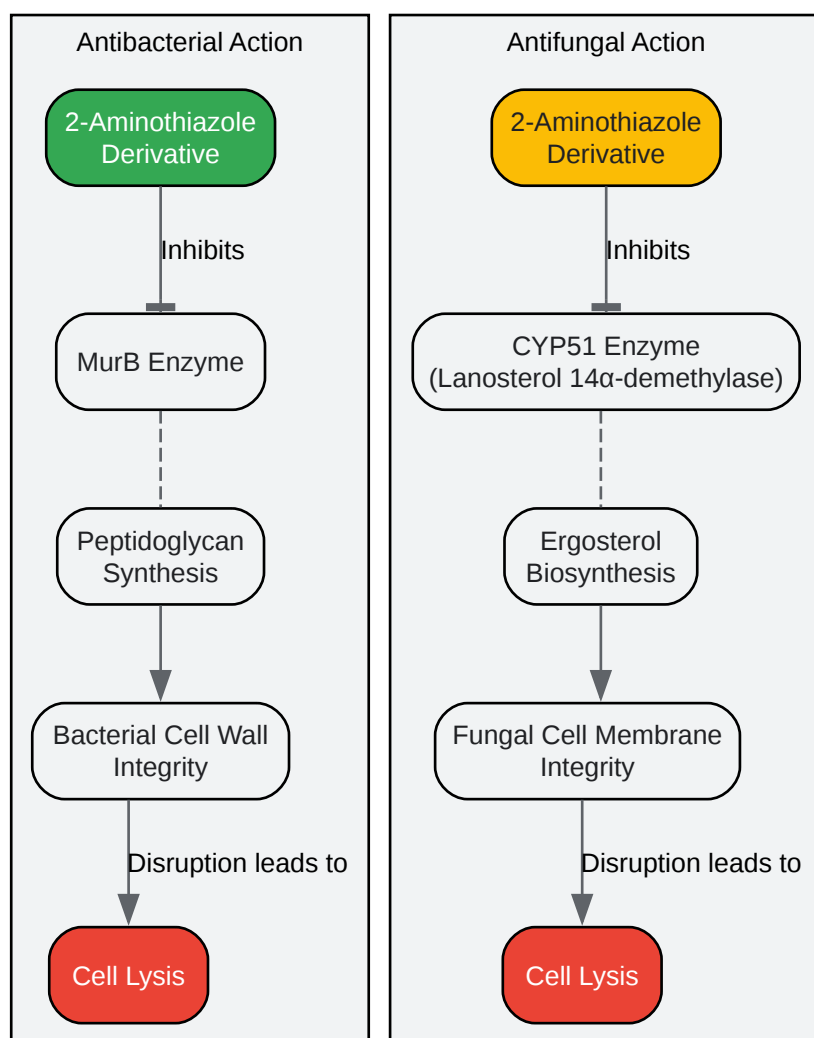 Antibacterial Action
2-Aminothiazole
Derivative
Inhibits
MurB Enzyme
Peptidoglycan
Synthesis
Bacterial Cell Wall
Integrity
Disruption leads to
Cell Lysis
Antifungal Action
2-Aminothiazole
Derivative
Inhibits
CYP51 Enzyme
(Lanosterol 14α-demethylase)
Ergosterol
Biosynthesis
Fungal Cell Membrane
Integrity
Disruption leads to
Cell Lysis